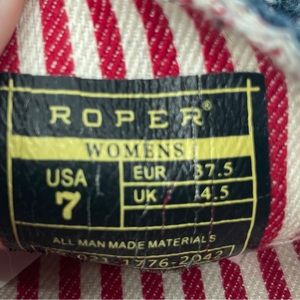 ROPER®
WOMENS
USA EUR 37.5
7 UK 4.5
ALL MAN MADE MATERIALS
021-1776-2042